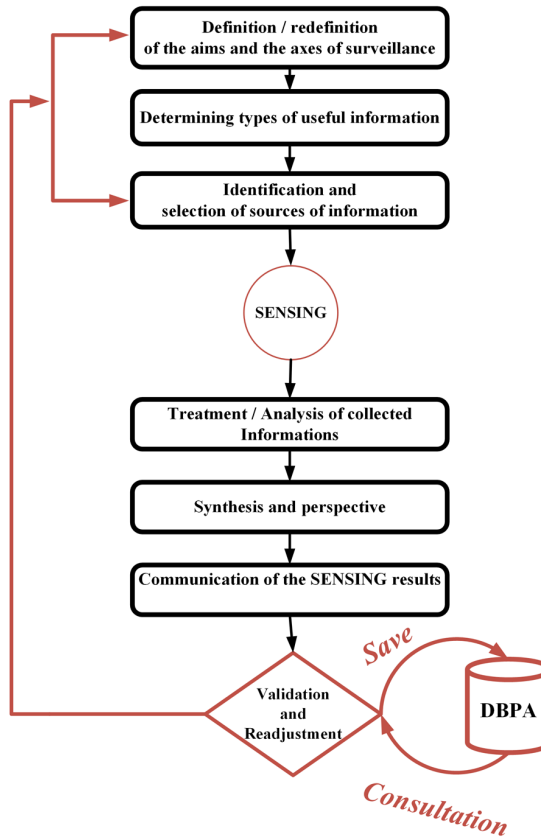 Definition / redefinition
of the aims and the axes of surveillance
Determining types of useful information
Identification and
selection of sources of information
SENSING
Treatment / Analysis of collected
Informations
Synthesis and perspective
Communication of the SENSING results
Validation
and
Readjustment
Save
DBPA
Consultation